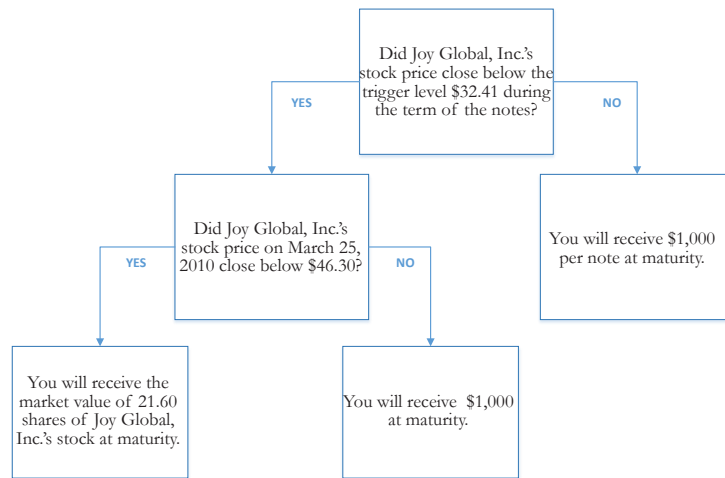 Did Joy Global, Inc.'s
stock price close below the
trigger level $32.41 during
the term of the notes?
YES
NO
Did Joy Global, Inc.'s
stock price on March 25,
2010 close below $46.30?
You will receive $1,000
per note at maturity.
YES
NO
You will receive the
market value of 21.60
shares of Joy Global,
Inc.'s stock at maturity.
You will receive $1,000
at maturity.